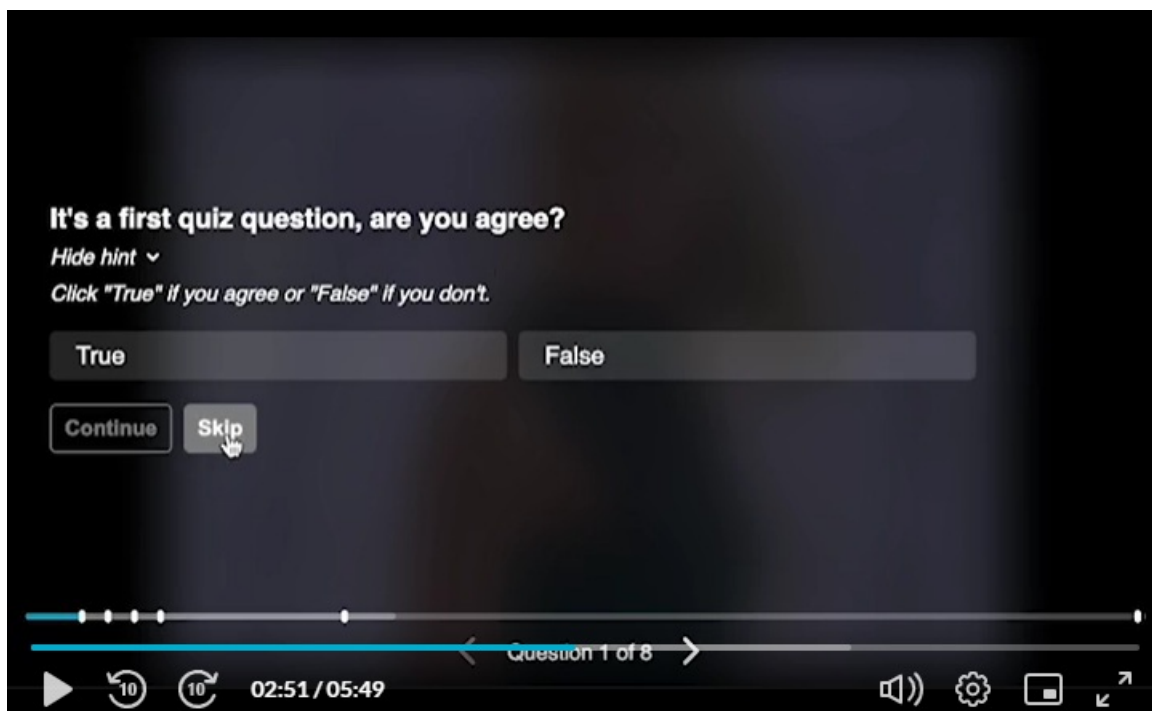 It's a first quiz question, are you agree?
Hide hint
Click "True" if you agree or "False" if you don't.
True False
Continue Skip
Question 1 of 8
10 10 02:51 / 05:49